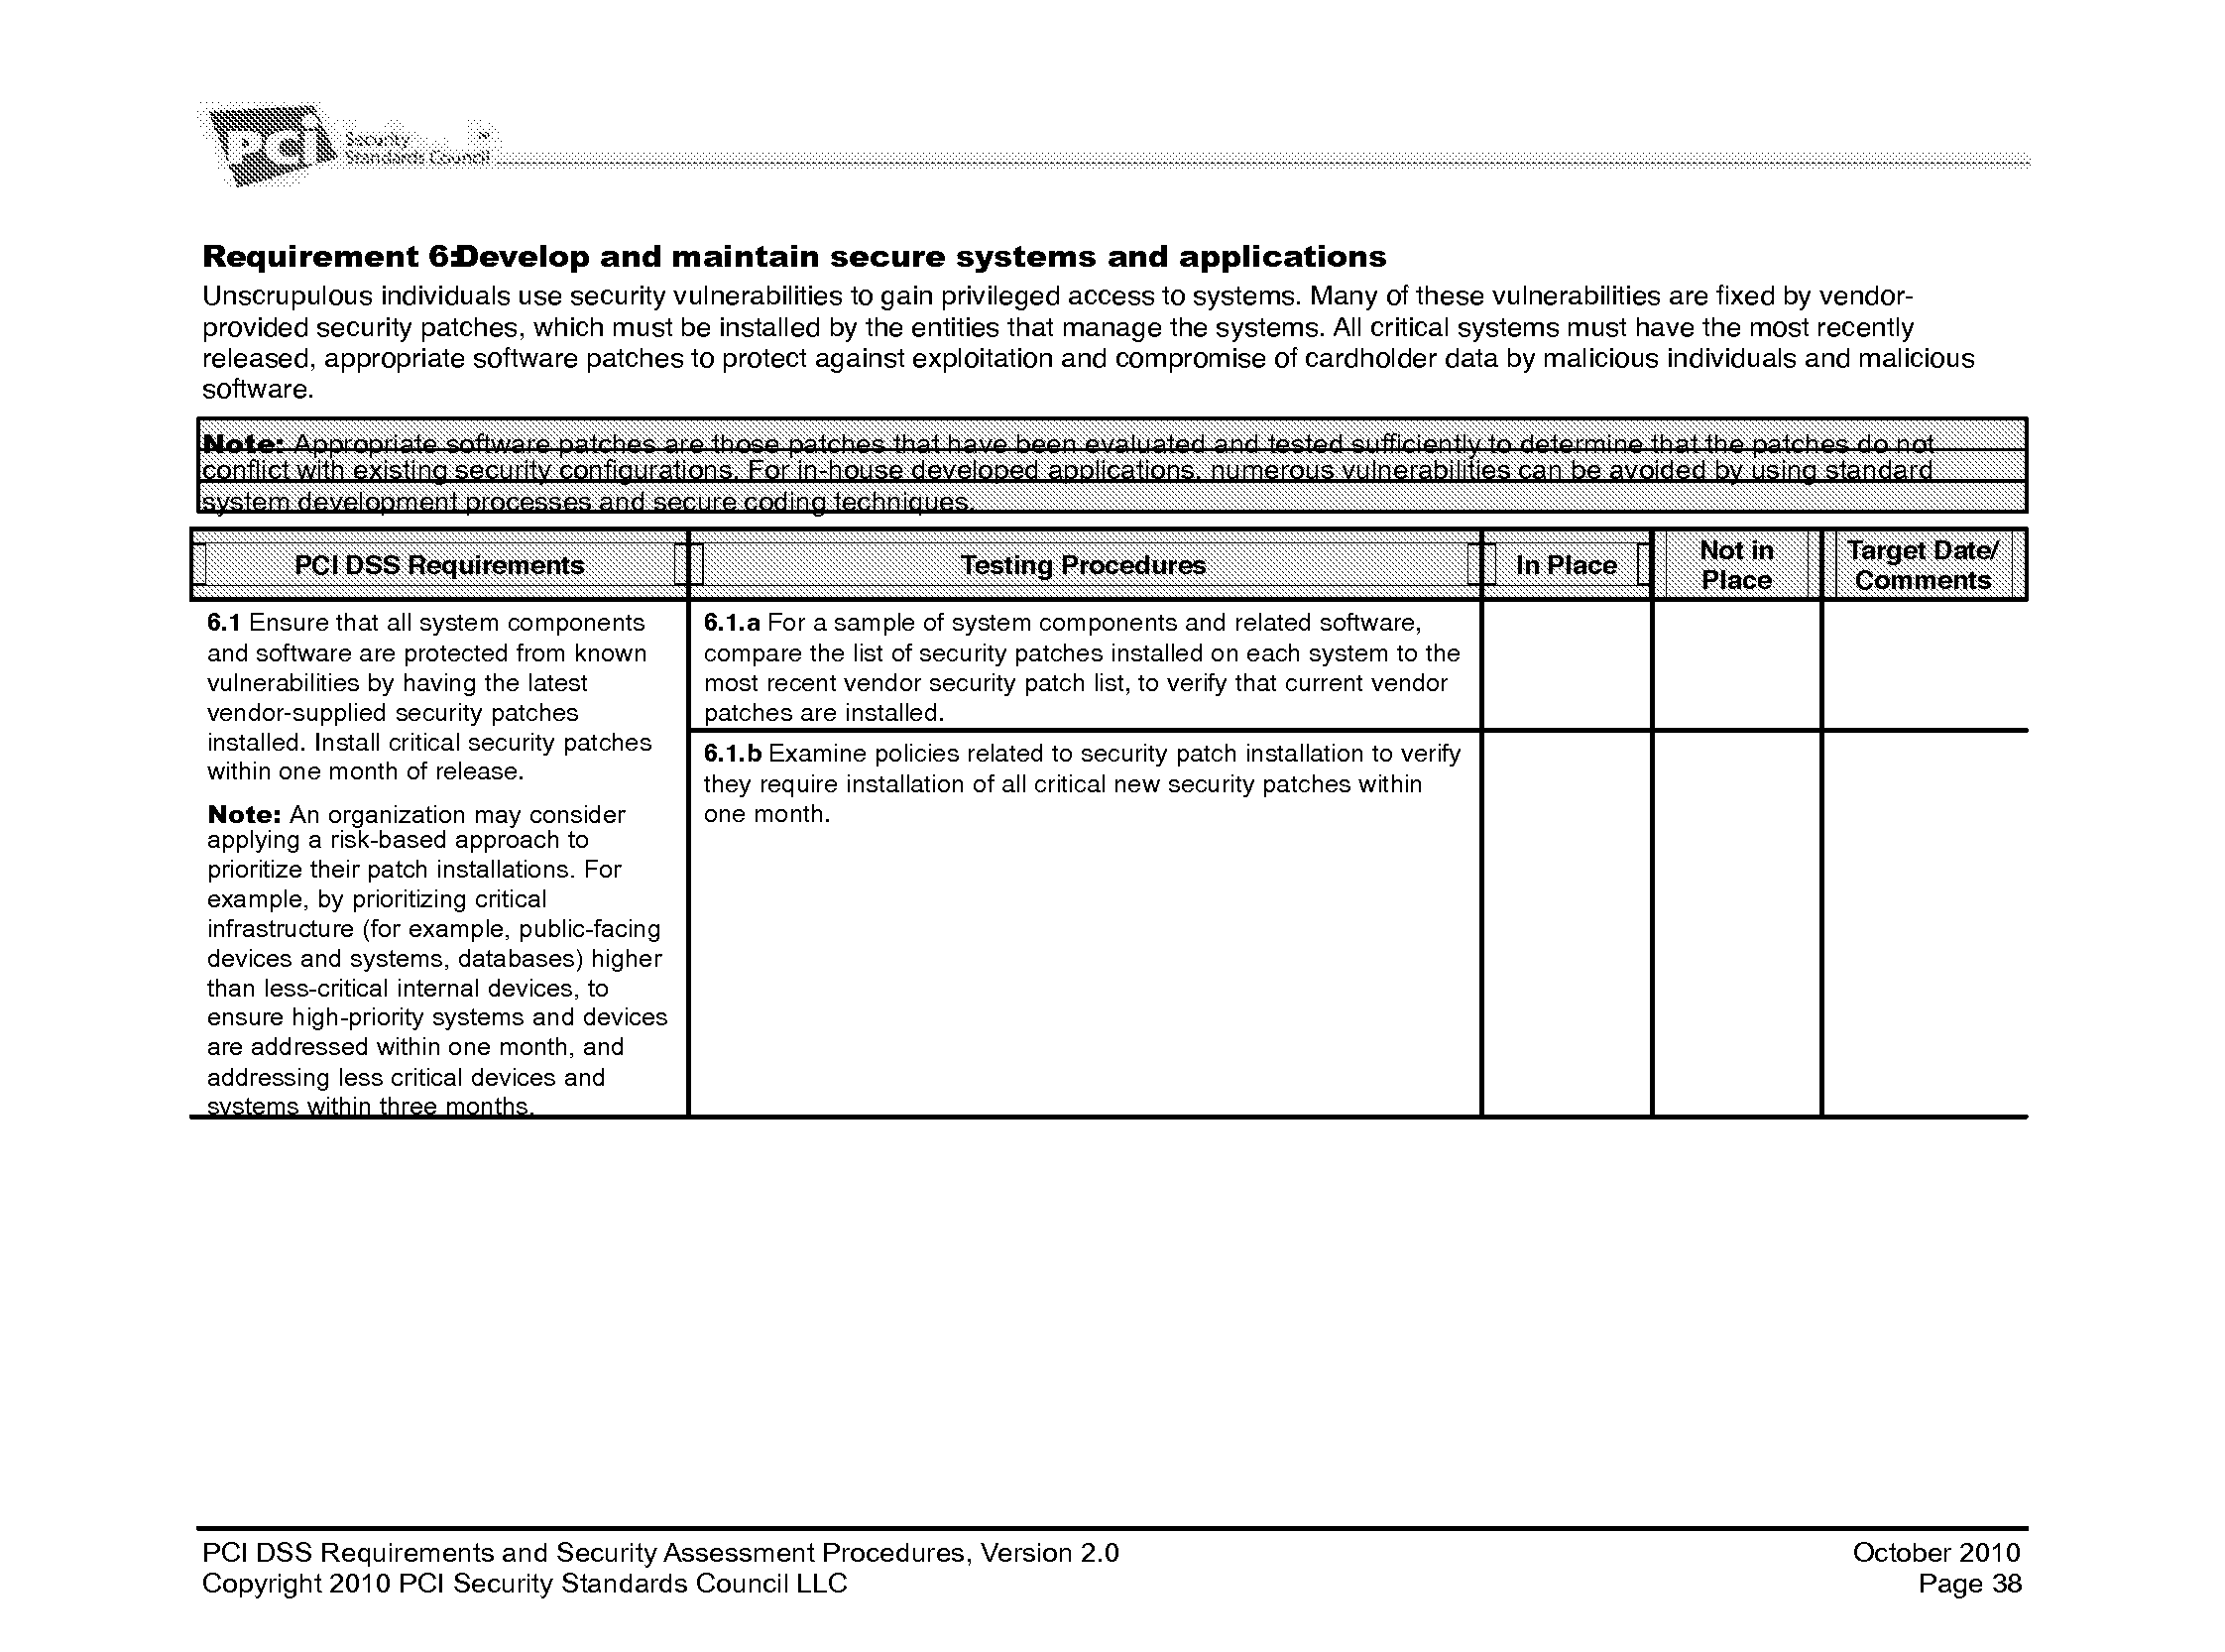 PCI Security
Standards Council
Requirement 6: Develop and maintain secure systems and applications
Unscrupulous individuals use security vulnerabilities to gain privileged access to systems. Many of these vulnerabilities are fixed by vendor-
provided security patches, which must be installed by the entities that manage the systems. All critical systems must have the most recently
released, appropriate software patches to protect against exploitation and compromise of cardholder data by malicious individuals and malicious
software.
Note: Appropriate software patches are those patches that have been evaluated and tested sufficiently to determine that the patches do not
conflict with existing security configurations. For in-house developed applications, numerous vulnerabilities can be avoided by using standard
system development processes and secure coding techniques.
PCI DSS Requirements
Testing Procedures
In Place
Not in
Place
Target Date/
Comments
6.1 Ensure that all system components
and software are protected from known
vulnerabilities by having the latest
vendor-supplied security patches
installed. Install critical security patches
within one month of release.
Note: An organization may consider
applying a risk-based approach to
prioritize their patch installations. For
example, by prioritizing critical
infrastructure (for example, public-facing
devices and systems, databases) higher
than less-critical internal devices, to
ensure high-priority systems and devices
are addressed within one month, and
addressing less critical devices and
systems within three months.
6.1.a For a sample of system components and related software,
compare the list of security patches installed on each system to the
most recent vendor security patch list, to verify that current vendor
patches are installed.
6.1.b Examine policies related to security patch installation to verify
they require installation of all critical new security patches within
one month.
PCI DSS Requirements and Security Assessment Procedures, Version 2.0
Copyright 2010 PCI Security Standards Council LLC
October 2010
Page 38